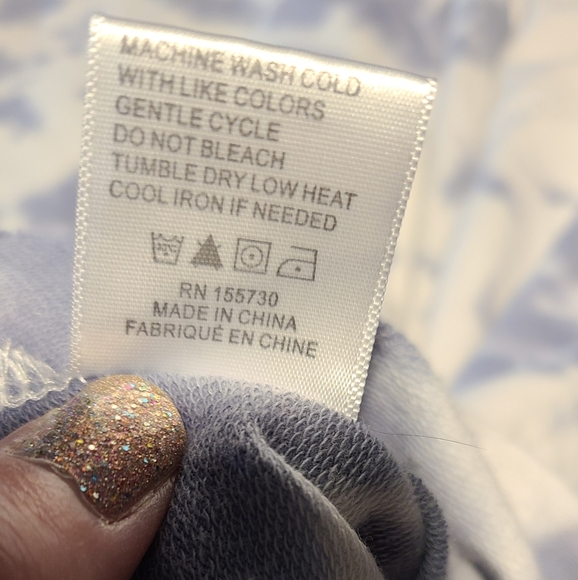 MACHINE WASH COLD
WITH LIKE COLORS
GENTLE CYCLE
DO NOT BLEACH
TUMBLE DRY LOW HEAT
COOL IRON IF NEEDED
30°C
RN 155730
MADE IN CHINA
FABRIQUÉ EN CHINE